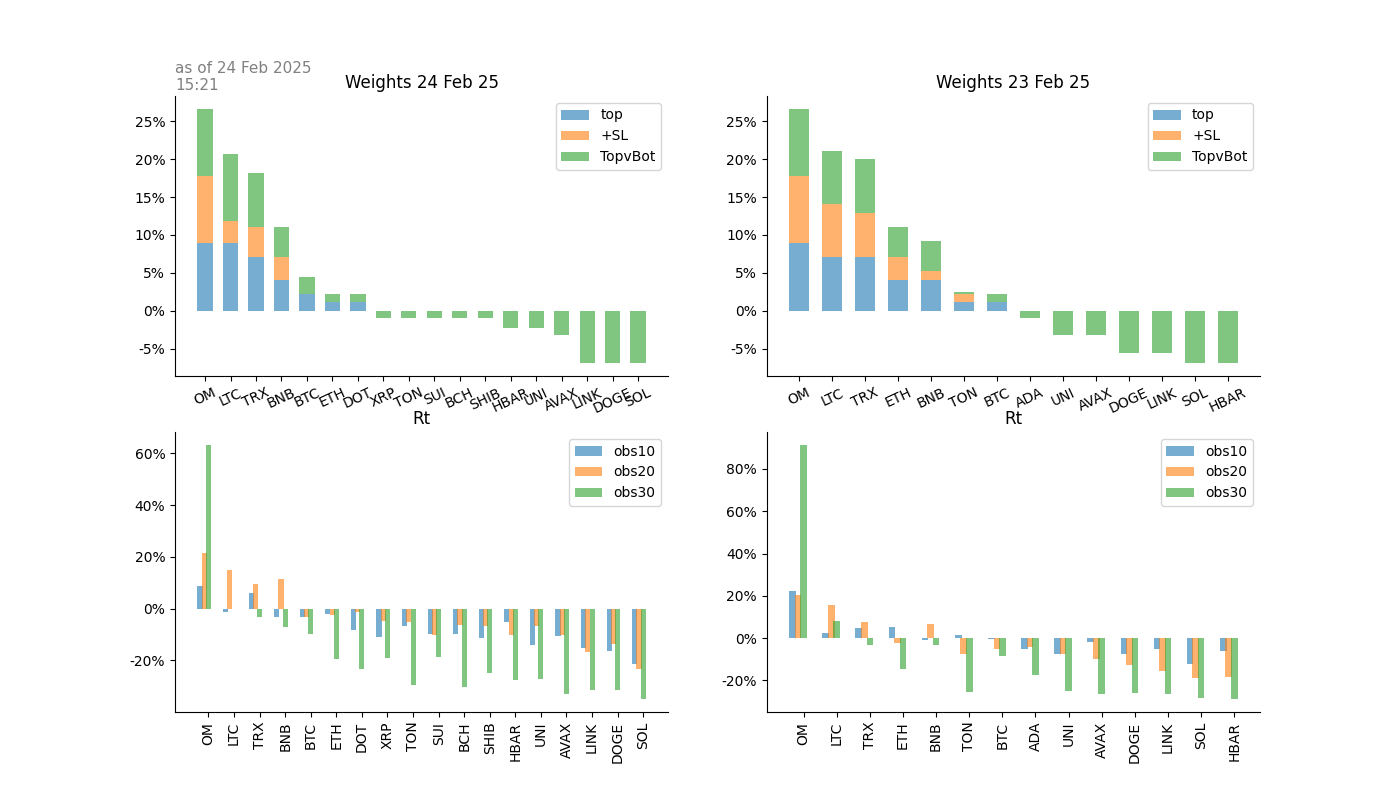 as of 24 Feb 2025
15:21
Weights 24 Feb 25
25%
20%
15%
10%
5%
0%
-5%
top
+SL
TopvBot
OM LTC TRX BNB BTC ETH DOT XRP TON SUI BCH SHIB HBAR UNI AVAX LINK DOGE SOL
Weights 23 Feb 25
25%
20%
15%
10%
5%
0%
-5%
top
+SL
TopvBot
OM LTC TRX ETH BNB TON BTC ADA UNI AVAX DOGE LINK SOL HBAR
Rt
60%
40%
20%
0%
-20%
obs10
obs20
obs30
OM LTC TRX BNB BTC ETH DOT XRP TON SUI BCH SHIB HBAR UNI AVAX LINK DOGE SOL
Rt
80%
60%
40%
20%
0%
-20%
obs10
obs20
obs30
OM LTC TRX ETH BNB TON BTC ADA UNI AVAX DOGE LINK SOL HBAR